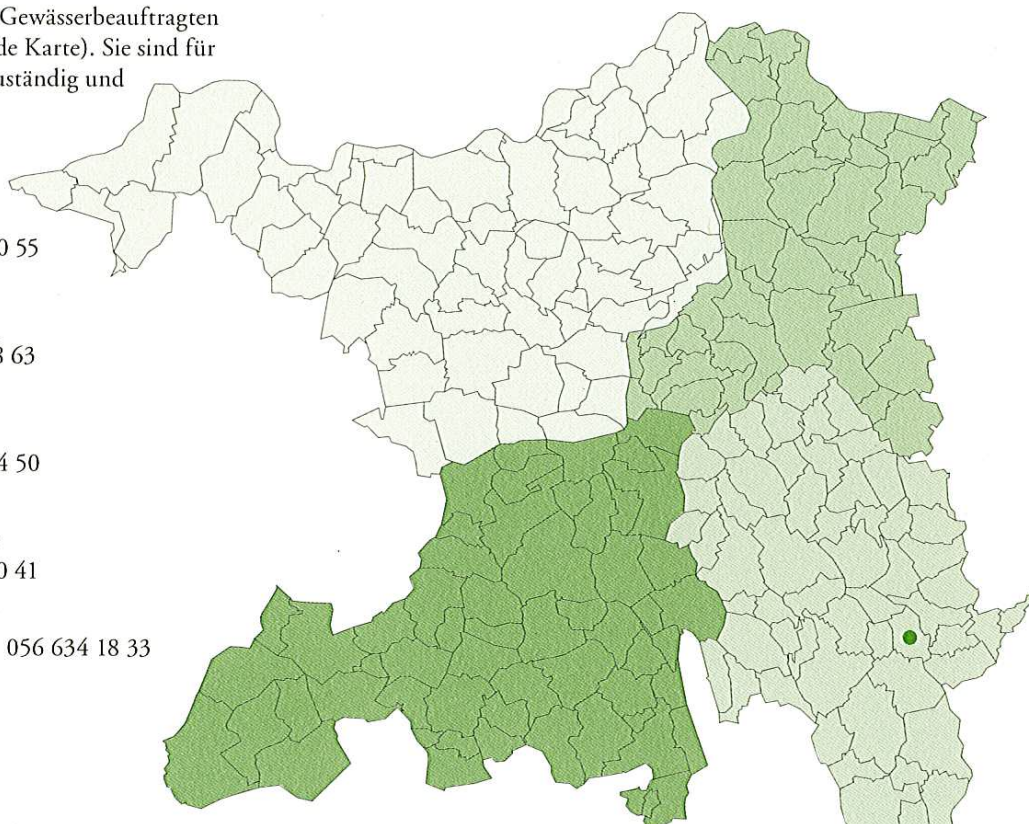 Gewässerbeauftragten
de Karte). Sie sind für
uständig und
0 55
3 63
4 50
0 41
056 634 18 33